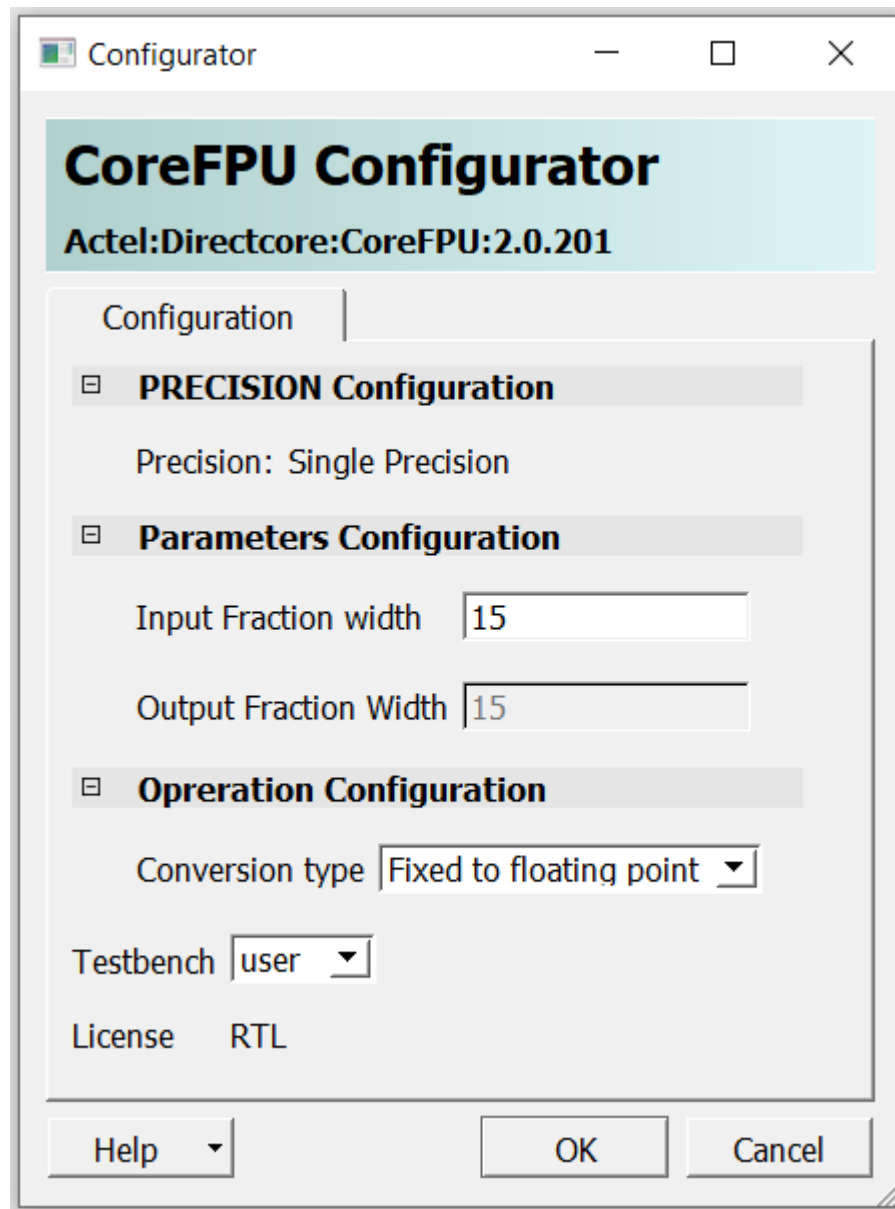 Configurator
CoreFPU Configurator
Actel:Directcore:CoreFPU:2.0.201
Configuration
PRECISION Configuration
Precision: Single Precision
Parameters Configuration
Input Fraction width 15
Output Fraction Width 15
Opreration Configuration
Conversion type Fixed to floating point
Testbench user
License RTL
Help OK Cancel